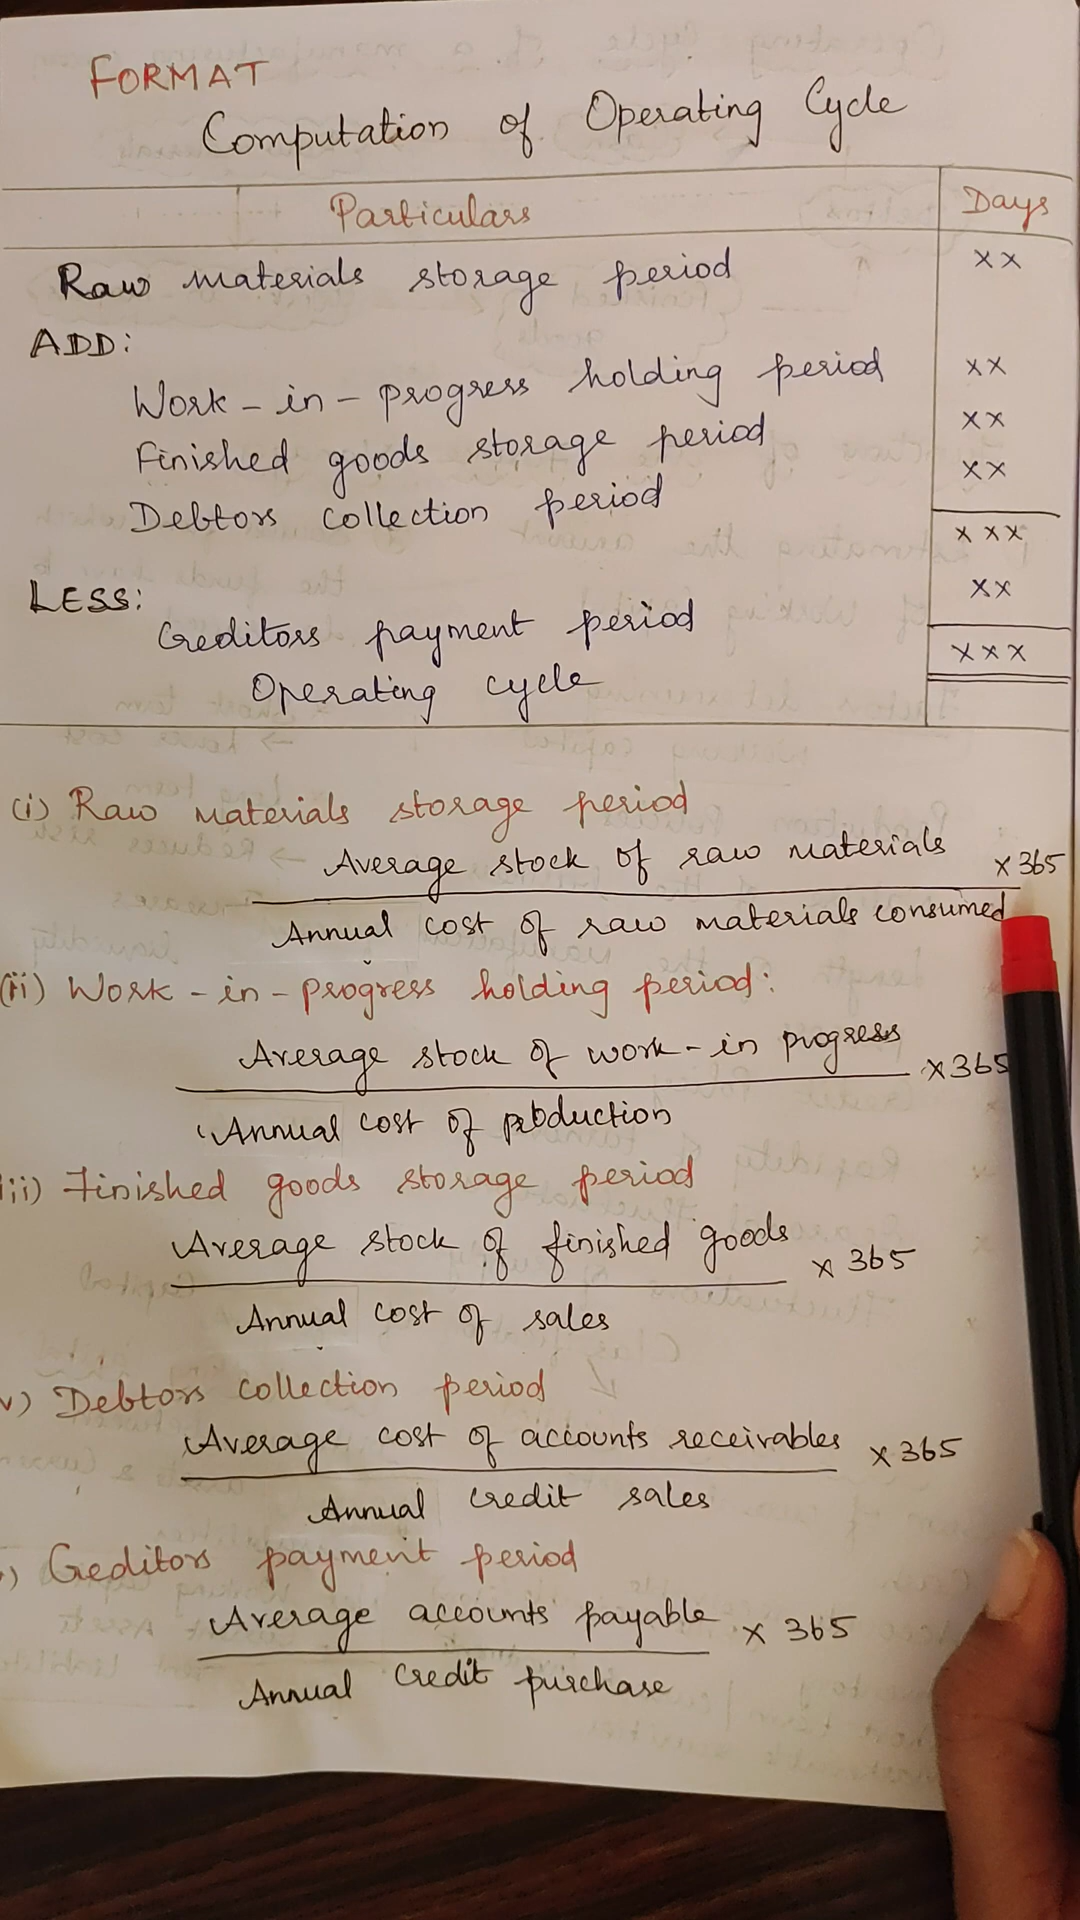 FORMAT
Computation of Operating Cycle
Particulars Days
Raw materials storage period XX
ADD:
Work-in-progress holding period XX
Finished goods storage period XX
Debtors collection period XX
XXX
LESS:
Creditors payment period XX
Operating cycle XXX
(i) Raw materials storage period
Average stock of raw materials X 365
Annual cost of raw materials consumed
(ii) Work-in-progress holding period:
Average stock of work-in progress X 365
Annual cost of production
iii) Finished goods storage period
Average stock of finished goods X 365
Annual cost of sales
v) Debtors collection period
Average cost of accounts receivables X 365
Annual credit sales
) Creditors payment period
Average accounts payable X 365
Annual credit purchase